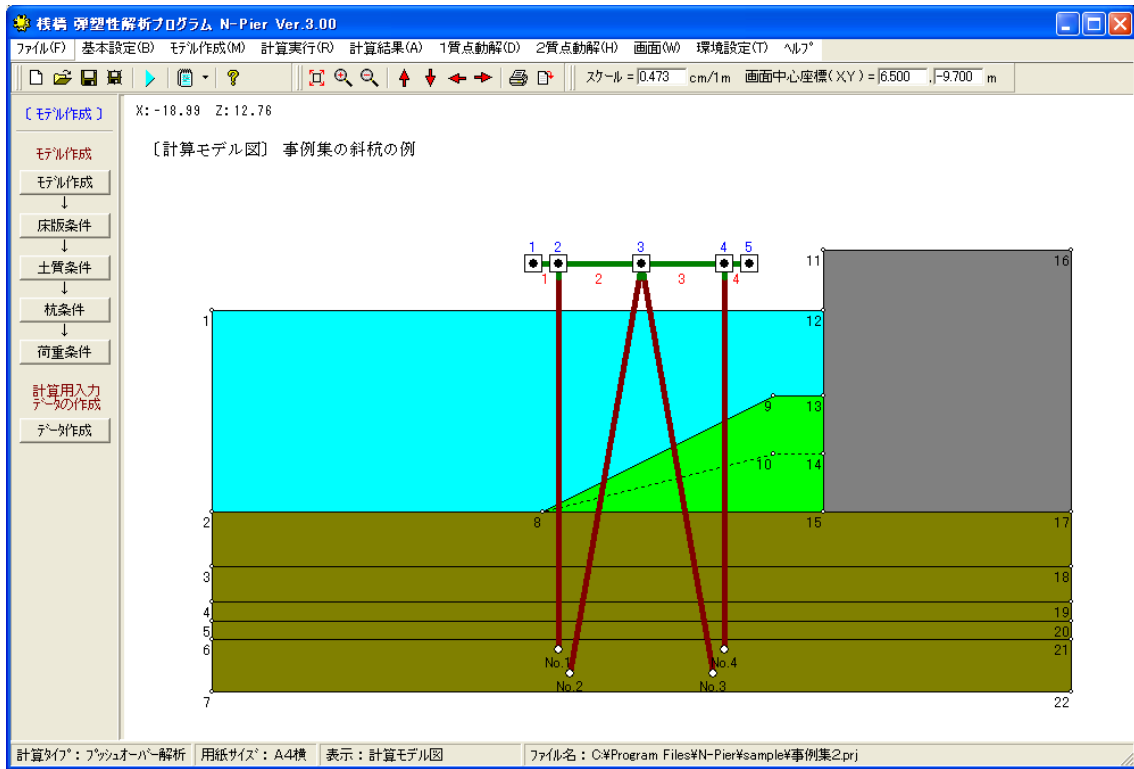 桟橋 弾塑性解析プログラム N-Pier Ver.3.00
ファイル(F) 基本設定(B) モデル作成(M) 計算実行(R) 計算結果(A) 1質点動解(D) 2質点動解(H) 画面(W) 環境設定(T) ヘルプ
スケール = 0.473 cm/1m 画面中心座標(X,Y) = 6.500 , -9.700 m
〔モデル作成〕
X:-18.99 Z:12.76
〔計算モデル図〕 事例集の斜杭の例
モデル作成
モデル作成
↓
床版条件
↓
土質条件
↓
杭条件
↓
荷重条件
計算用入力
データの作成
データ作成
1 2 3 4 5
1 2 3 4
11 16
1 12
9 13
10 14
2 8 15 17
3 18
4 19
5 20
6 21
No.1 No.4
No.2 No.3
7 22
計算タイプ：プッシュオーバー解析 用紙サイズ：A4横 表示：計算モデル図 ファイル名：C:¥Program Files¥N-Pier¥sample¥事例集2.prj